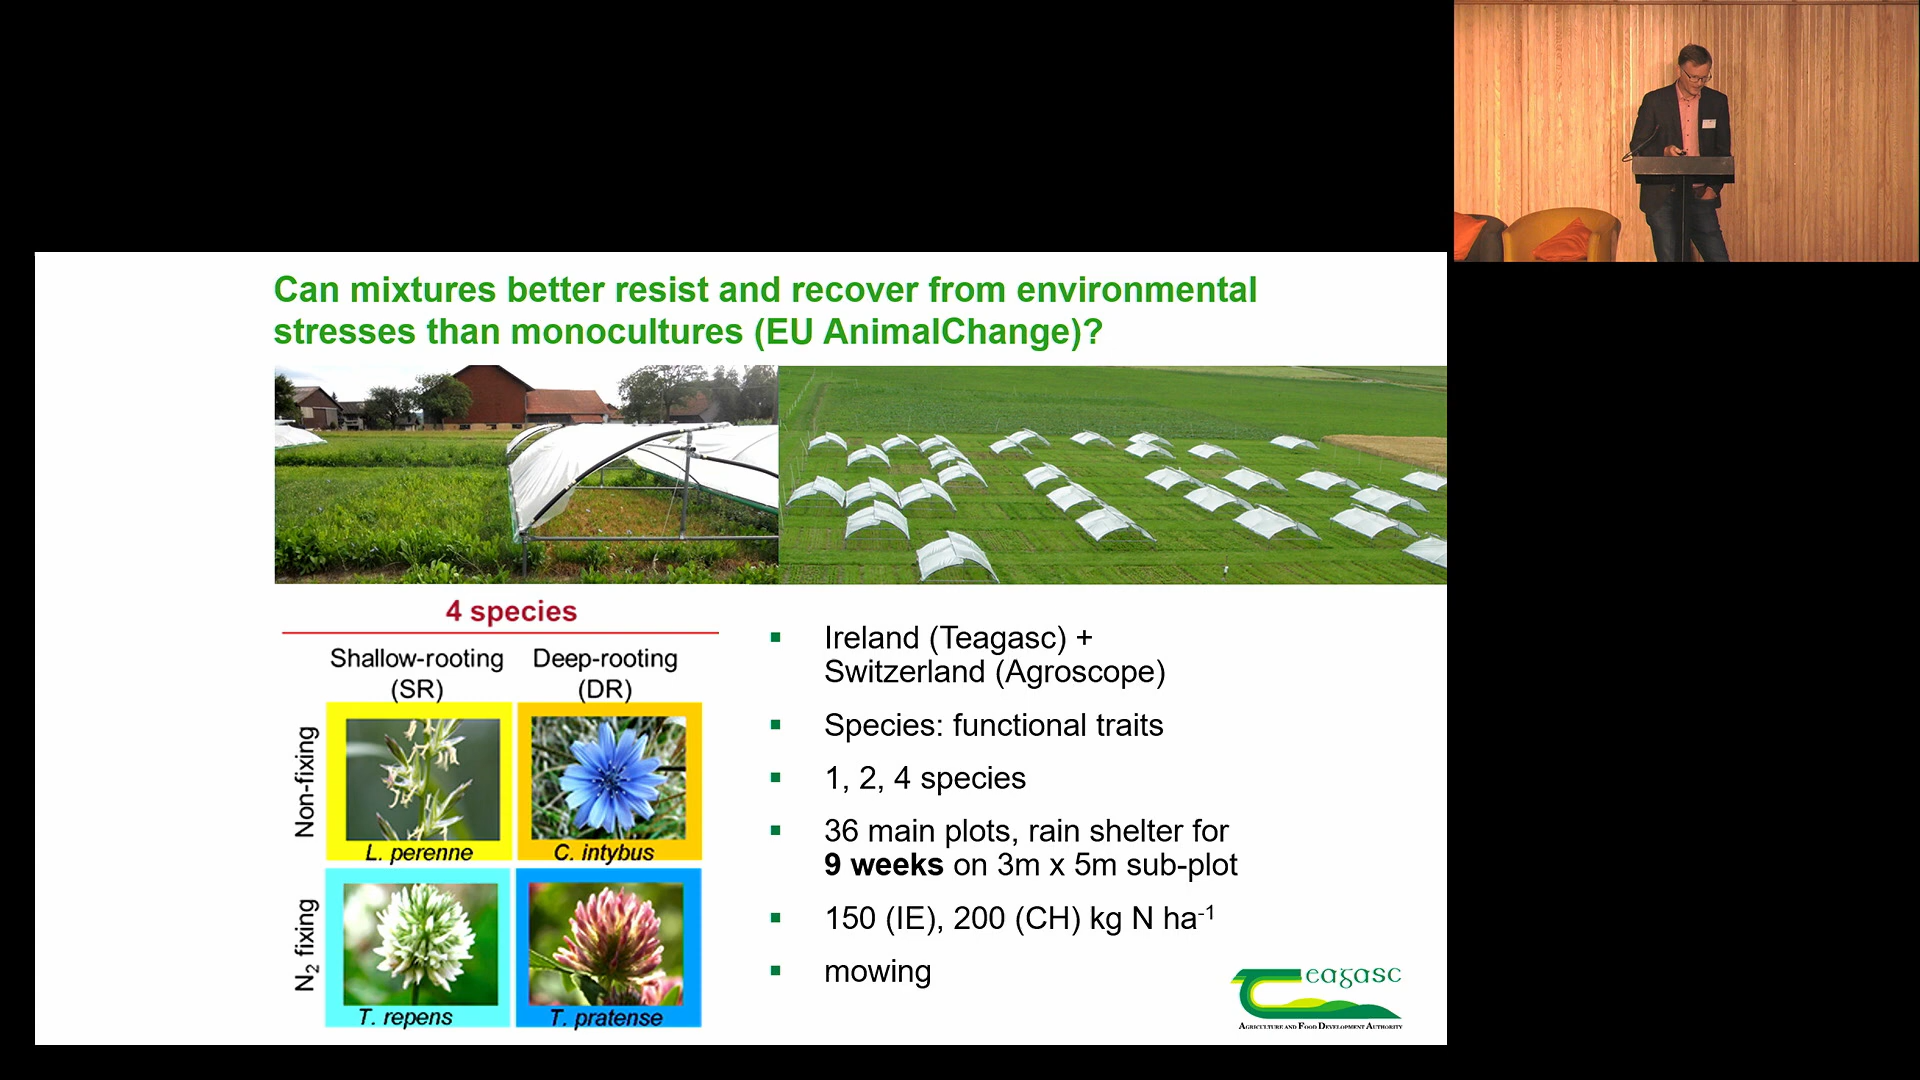 Can mixtures better resist and recover from environmental
stresses than monocultures (EU AnimalChange)?
4 species
Shallow-rooting
(SR)
Deep-rooting
(DR)
Non-fixing
L. perenne
C. intybus
N₂ fixing
T. repens
T. pratense
▪ Ireland (Teagasc) +
Switzerland (Agroscope)
▪ Species: functional traits
▪ 1, 2, 4 species
▪ 36 main plots, rain shelter for
9 weeks on 3m x 5m sub-plot
▪ 150 (IE), 200 (CH) kg N ha⁻¹
▪ mowing
Teagasc
AGRICULTURE AND FOOD DEVELOPMENT AUTHORITY